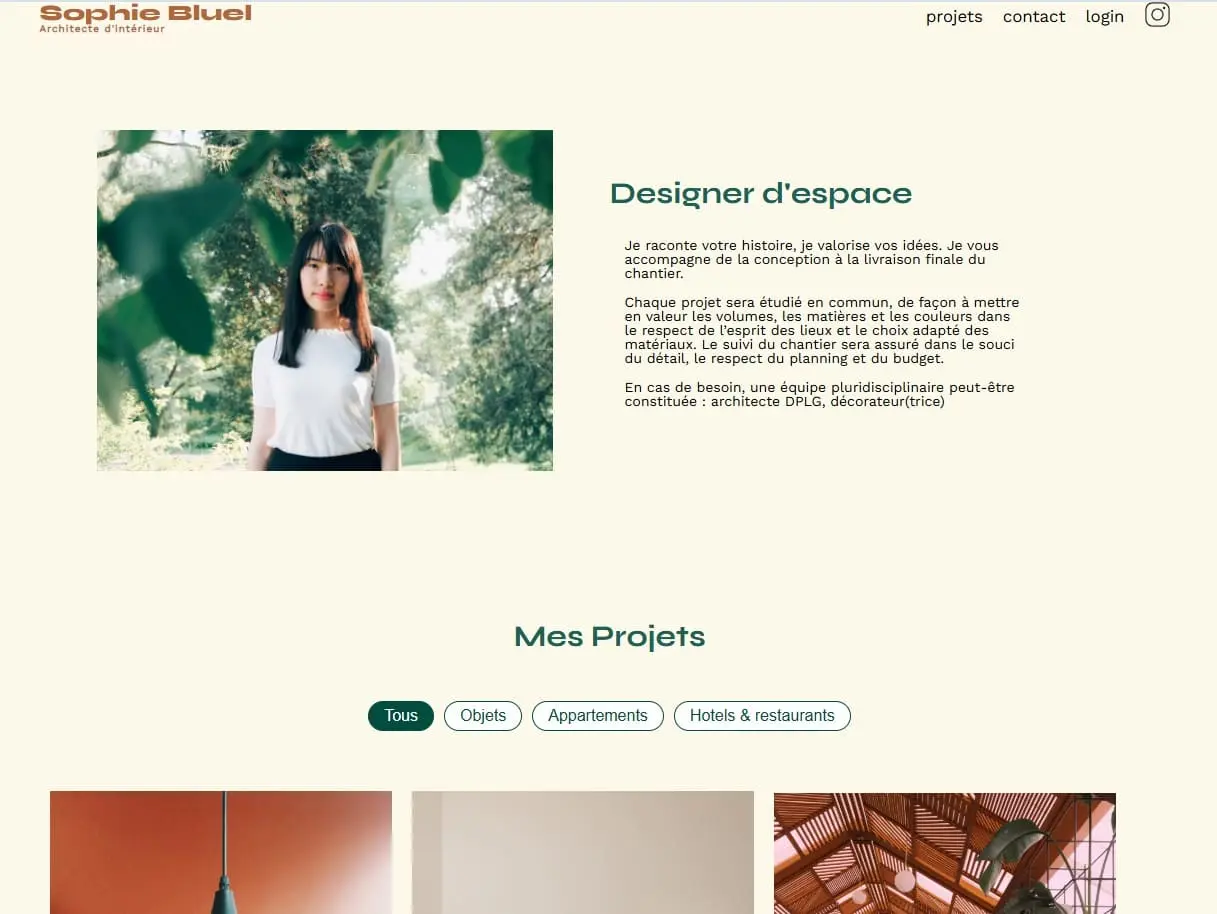 Sophie Bluel
Architecte d'intérieur
projets contact login
Designer d'espace
Je raconte votre histoire, je valorise vos idées. Je vous
accompagne de la conception à la livraison finale du
chantier.
Chaque projet sera étudié en commun, de façon à mettre
en valeur les volumes, les matières et les couleurs dans
le respect de l’esprit des lieux et le choix adapté des
matériaux. Le suivi du chantier sera assuré dans le souci
du détail, le respect du planning et du budget.
En cas de besoin, une équipe pluridisciplinaire peut-être
constituée : architecte DPLG, décorateur(trice)
Mes Projets
Tous Objets Appartements Hotels & restaurants